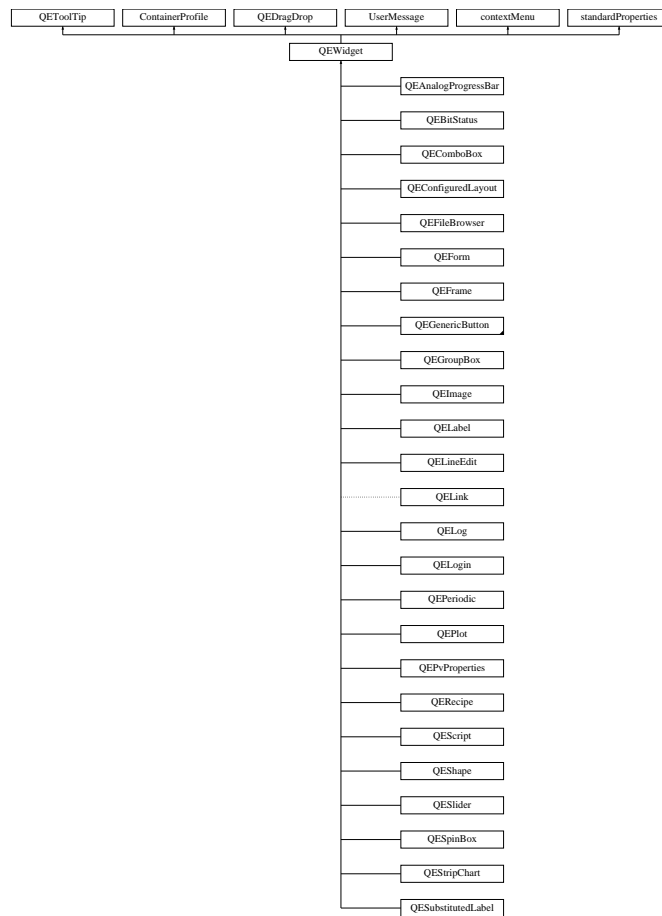 QEToolTip ContainerProfile QEDragDrop UserMessage contextMenu standardProperties
QEWidget
QEAnalogProgressBar
QEBitStatus
QEComboBox
QEConfiguredLayout
QEFileBrowser
QEForm
QEFrame
QEGenericButton
QEGroupBox
QEImage
QELabel
QELineEdit
QELink
QELog
QELogin
QEPeriodic
QEPlot
QEPvProperties
QERecipe
QEScript
QEShape
QESlider
QESpinBox
QEStripChart
QESubstitutedLabel